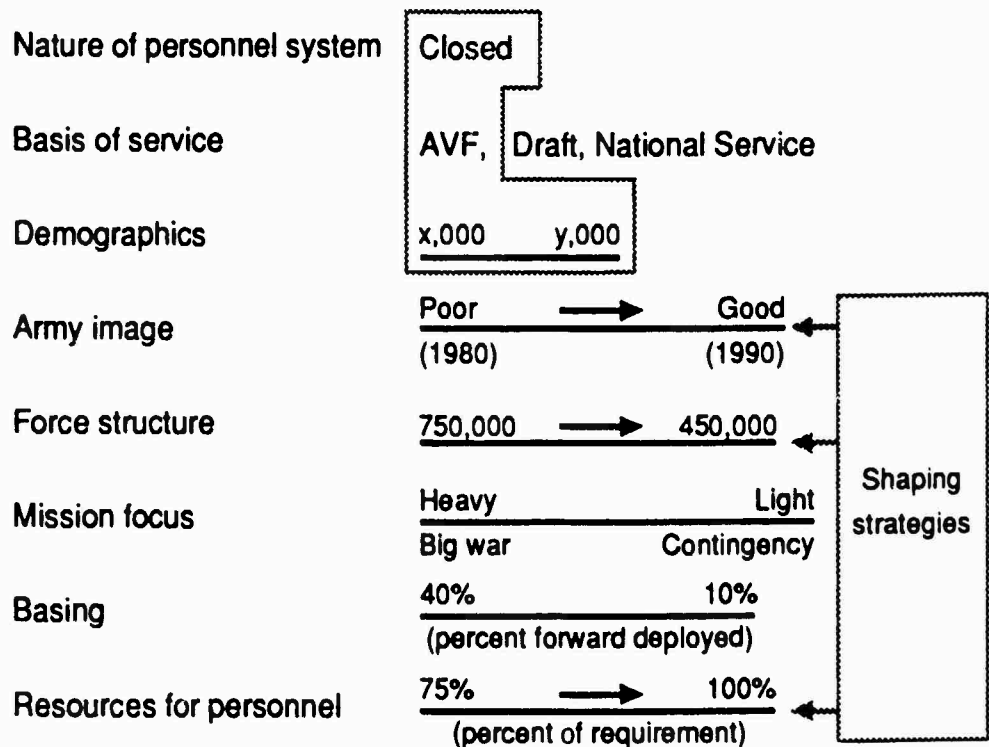 Nature of personnel system Closed
Basis of service AVF, Draft, National Service
Demographics x,000 y,000
Army image Poor Good
(1980) (1990)
Force structure 750,000 450,000
Shaping
strategies
Mission focus Heavy Light
Big war Contingency
Basing 40% 10%
(percent forward deployed)
Resources for personnel 75% 100%
(percent of requirement)